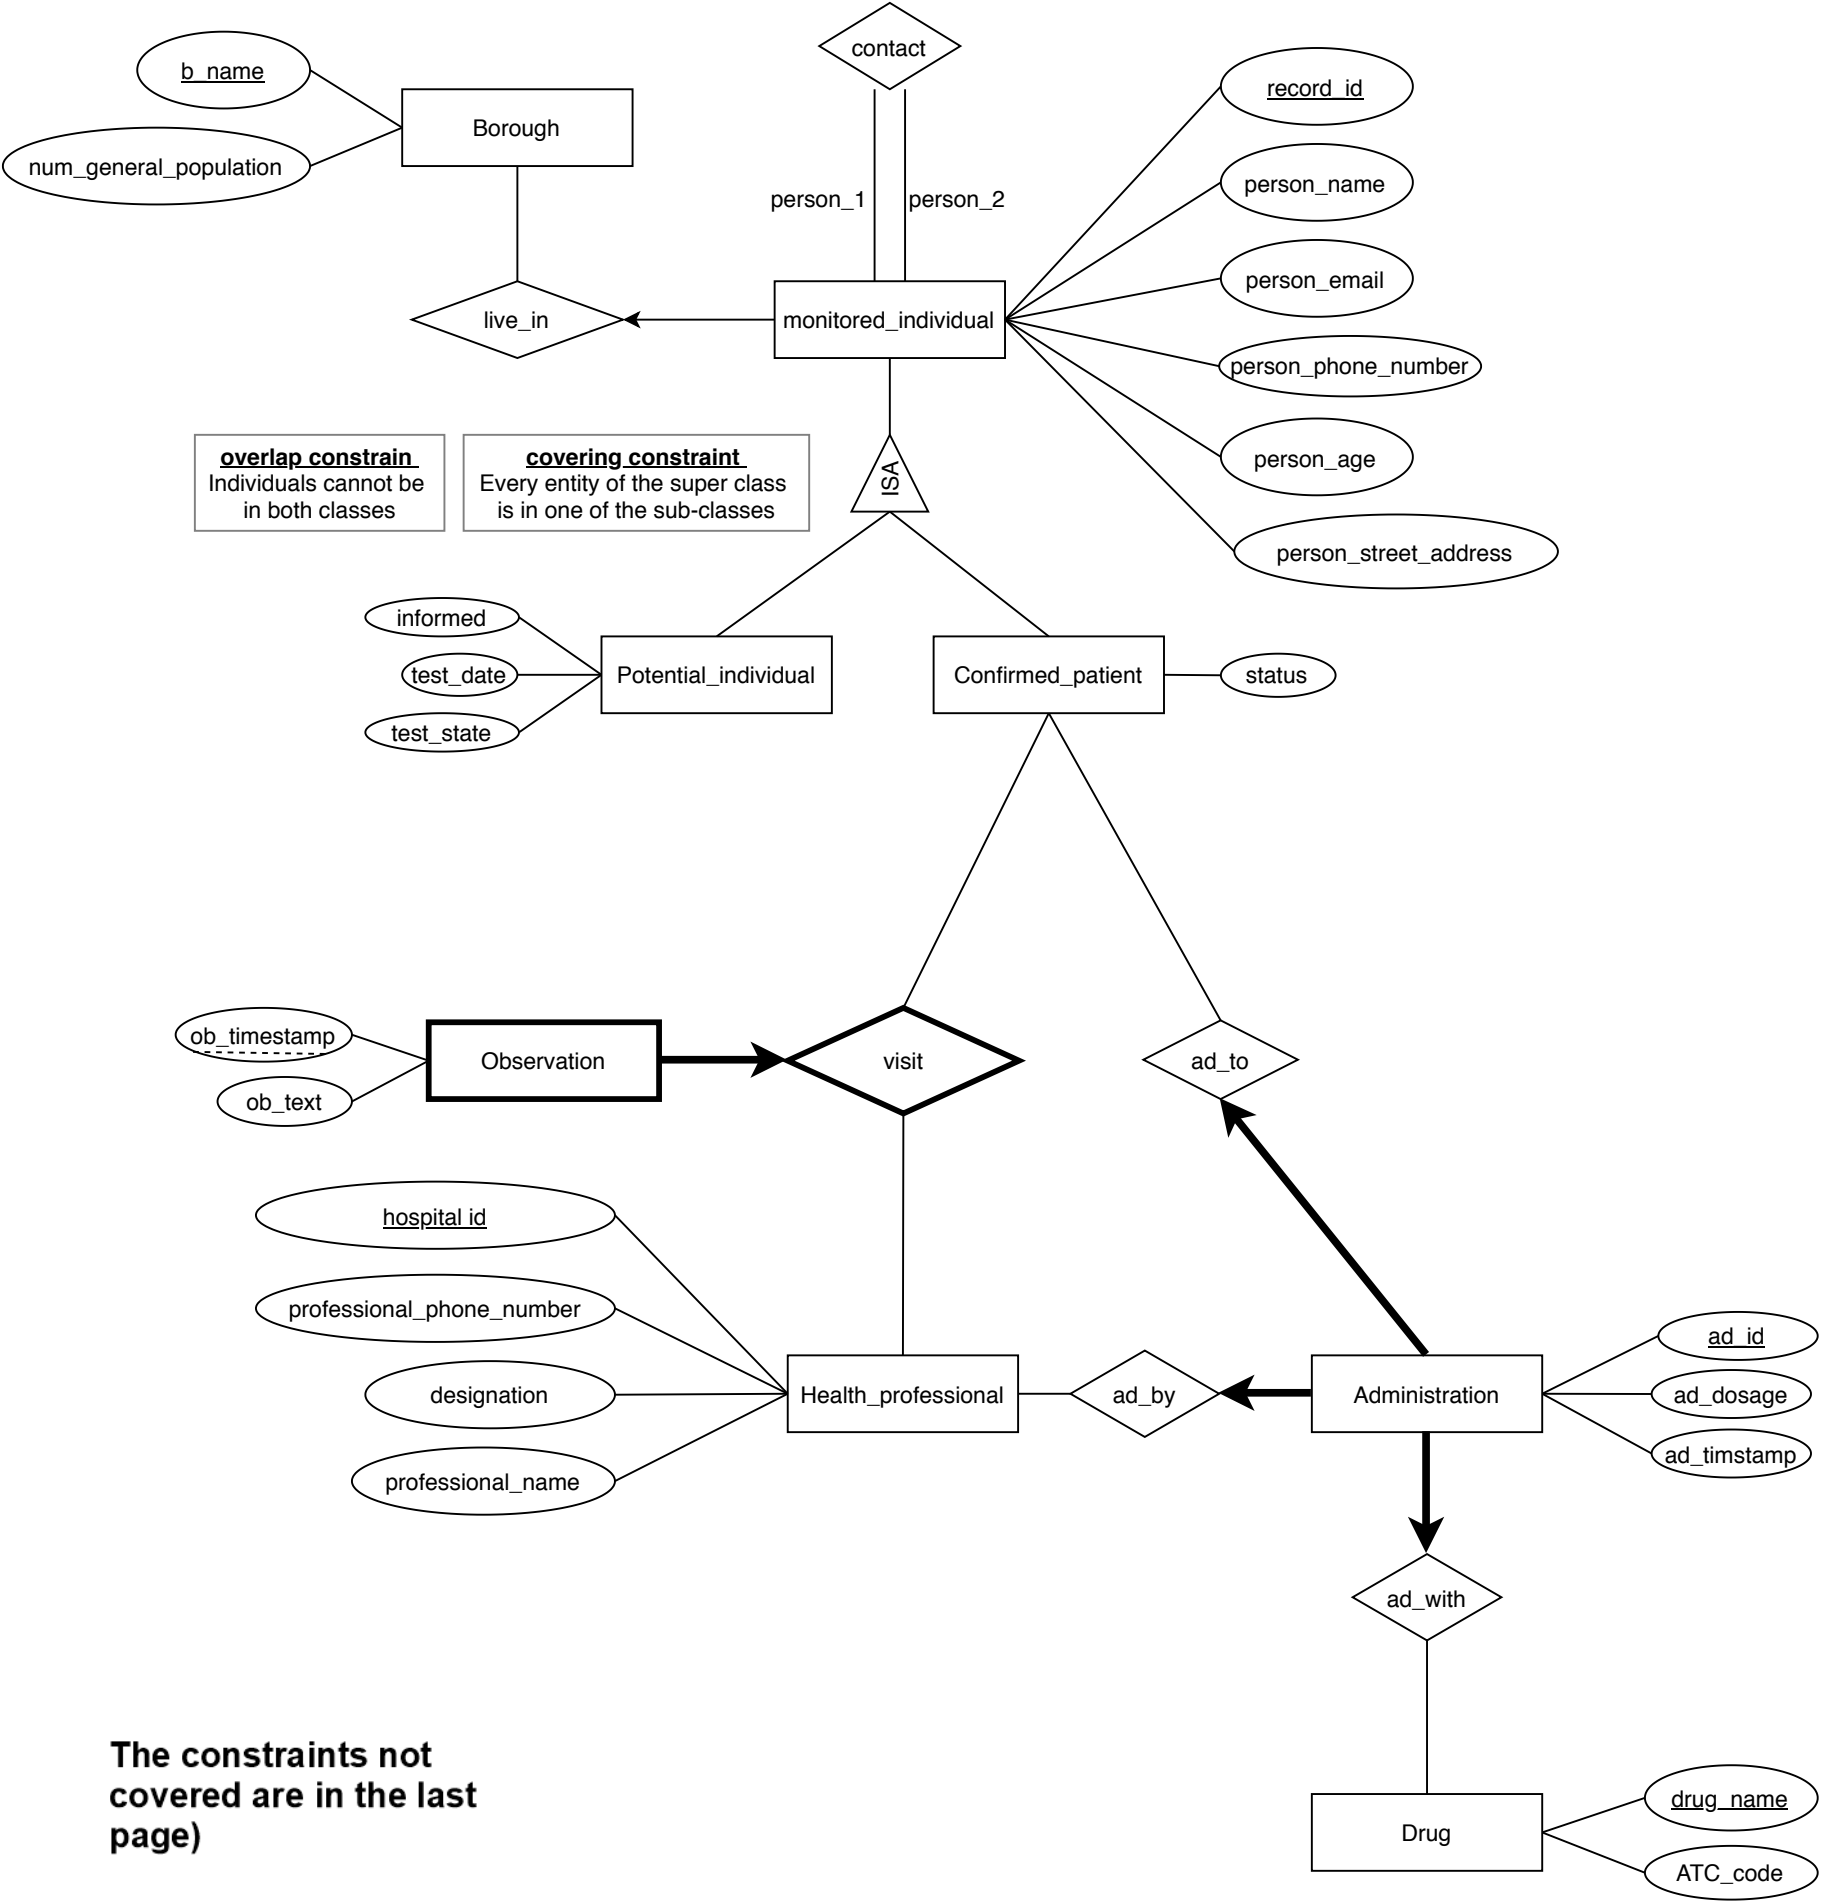 contact
b_name
Borough
num_general_population
person_1
person_2
record_id
person_name
person_email
person_phone_number
person_age
person_street_address
live_in
monitored_individual
overlap constrain
Individuals cannot be
in both classes
covering constraint
Every entity of the super class
is in one of the sub-classes
ISA
informed
test_date
test_state
Potential_individual
Confirmed_patient
status
ob_timestamp
ob_text
Observation
visit
ad_to
hospital id
professional_phone_number
designation
professional_name
Health_professional
ad_by
Administration
ad_id
ad_dosage
ad_timstamp
ad_with
The constraints not
covered are in the last
page)
Drug
drug_name
ATC_code